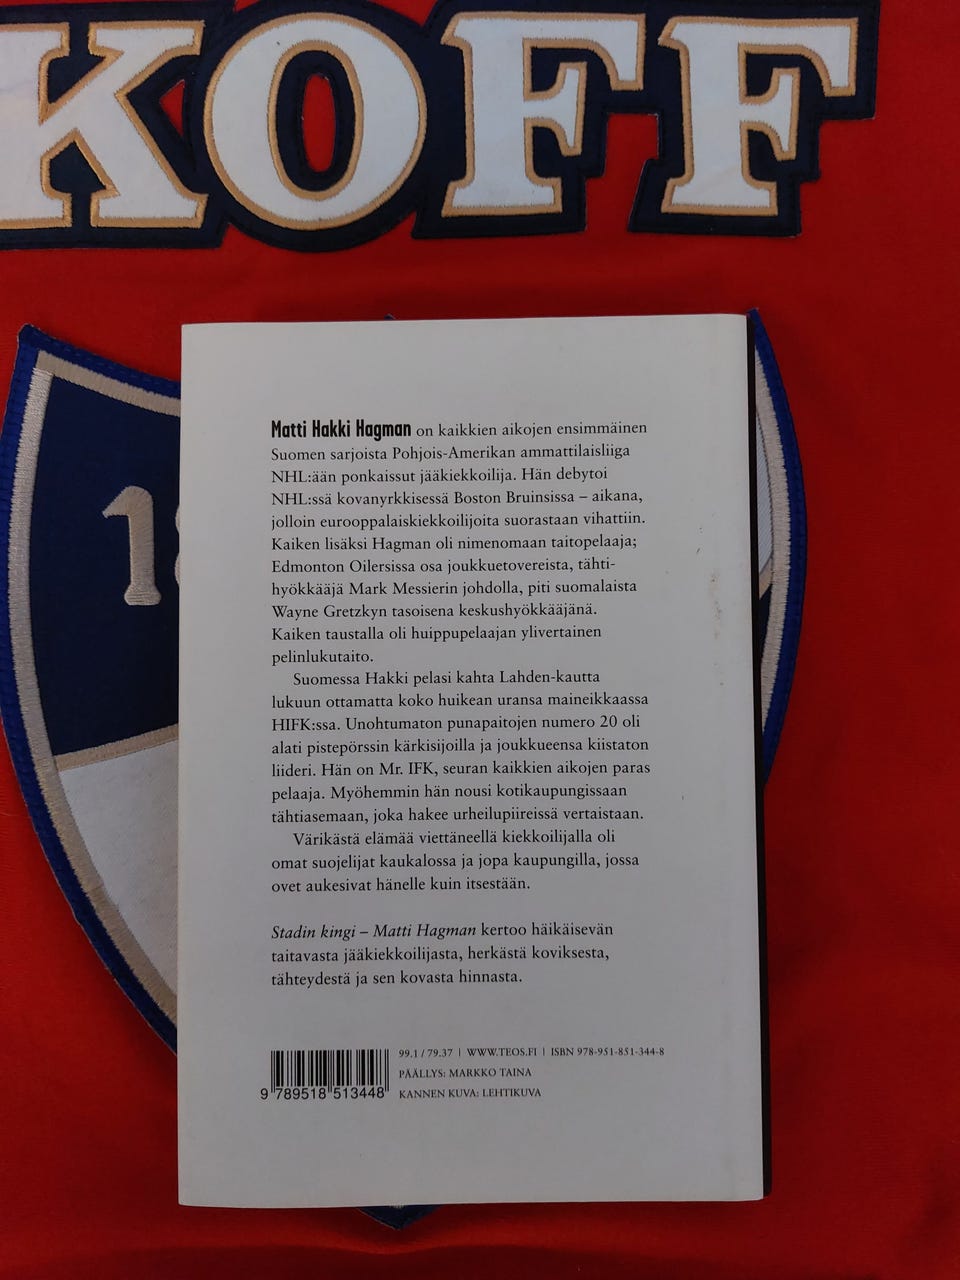 KOFF
18
Matti Hakki Hagman on kaikkien aikojen ensimmäinen
Suomen sarjoista Pohjois-Amerikan ammattilaisliiga
NHL:ään ponkaissut jääkiekkoilija. Hän debytoi
NHL:ssä kovanyrkkisessä Boston Bruinsissa – aikana,
jolloin eurooppalaiskiekkoilijoita suorastaan vihattiin.
Kaiken lisäksi Hagman oli nimenomaan taitopelaaja;
Edmonton Oilersissa osa joukkuetovereista, tähti-
hyökkääjä Mark Messierin johdolla, piti suomalaista
Wayne Gretzkyn tasoisena keskushyökkääjänä.
Kaiken taustalla oli huippupelaajan ylivertainen
pelinlukutaito.
Suomessa Hakki pelasi kahta Lahden-kautta
lukuun ottamatta koko huikean uransa maineikkaassa
HIFK:ssa. Unohtumaton punapaitojen numero 20 oli
alati pistepörssin kärkisijoilla ja joukkueensa kiistaton
liideri. Hän on Mr. IFK, seuran kaikkien aikojen paras
pelaaja. Myöhemmin hän nousi kotikaupungissaan
tähtiasemaan, joka hakee urheilupiireissä vertaistaan.
Värikästä elämää viettäneellä kiekkoilijalla oli
omat suojelijat kaukalossa ja jopa kaupungilla, jossa
ovet aukesivat hänelle kuin itsestään.
Stadin kingi – Matti Hagman kertoo häikäisevän
taitavasta jääkiekkoilijasta, herkästä koviksesta,
tähteydestä ja sen kovasta hinnasta.
99.1 / 79.37 | WWW.TEOS.FI | ISBN 978-951-851-344-8
PÄÄLLYS: MARKKO TAINA
KANNEN KUVA: LEHTIKUVA
9 789518 513448